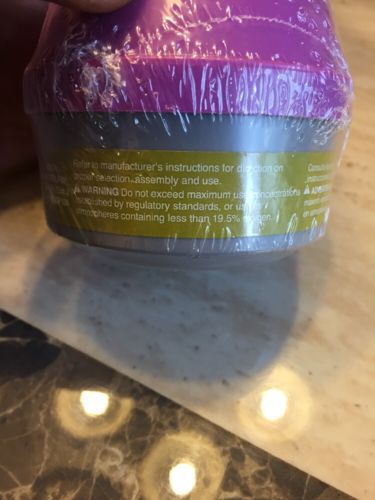 Refer to manufacturer's instructions for direction on
proper selection, assembly and use.
⚠ WARNING Do not exceed maximum use concentrations
established by regulatory standards, or use in
atmospheres containing less than 19.5% oxygen.
Consult